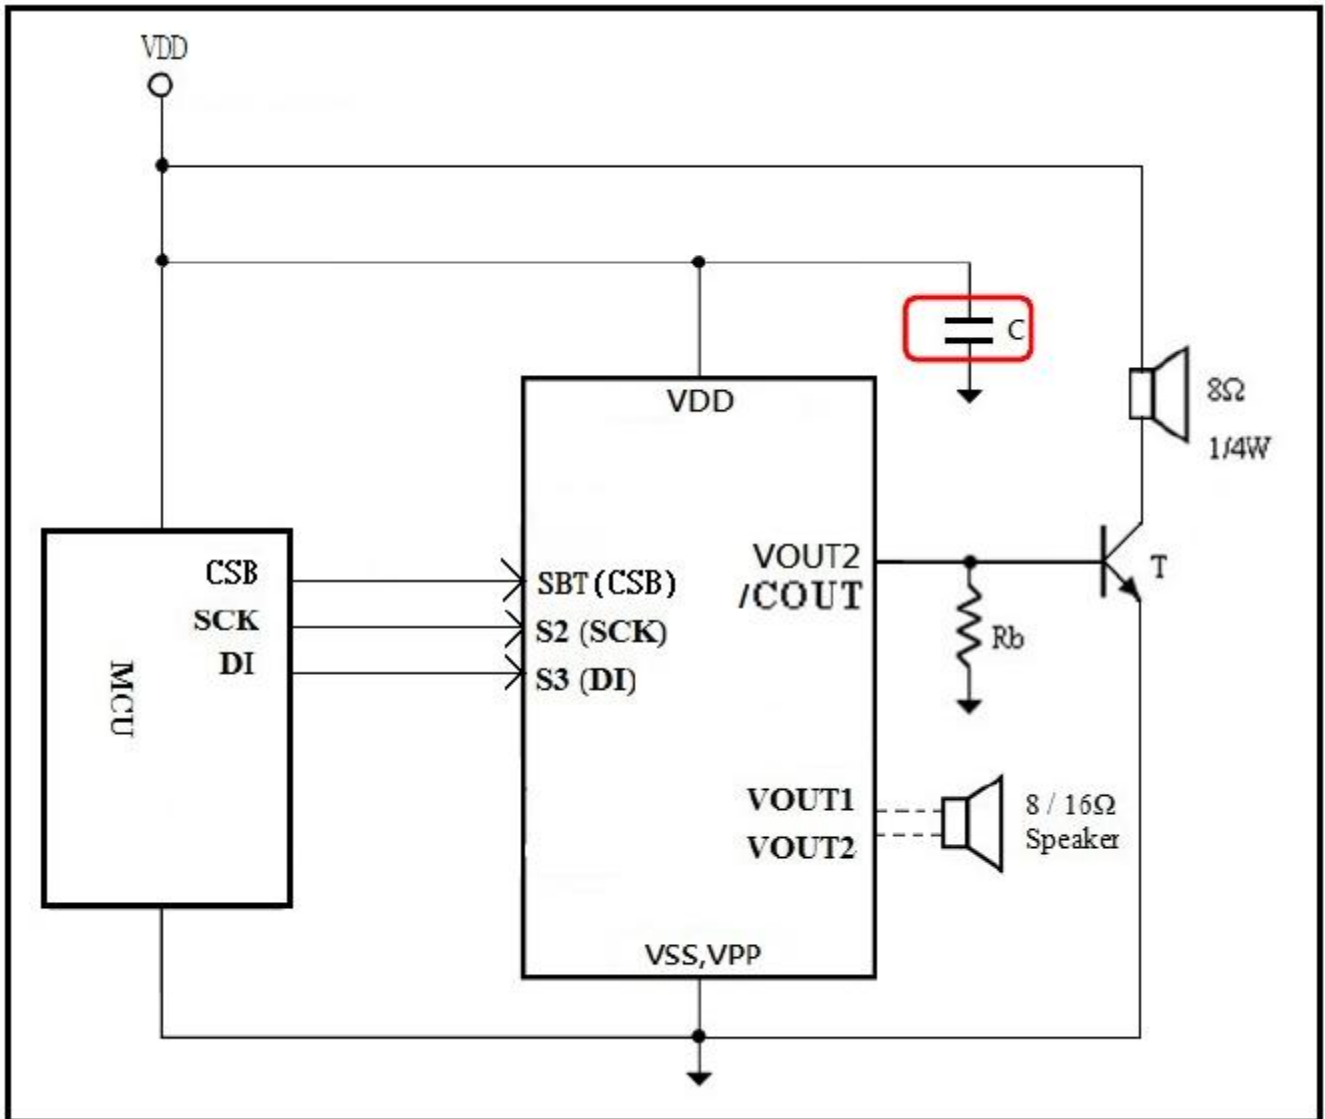 VDD
C
VDD
8Ω
1/4W
CSB
SCK
DI
MCU
SBT (CSB)
S2 (SCK)
S3 (DI)
VOUT2
/COUT
T
Rb
VOUT1
VOUT2
8 / 16Ω
Speaker
VSS,VPP